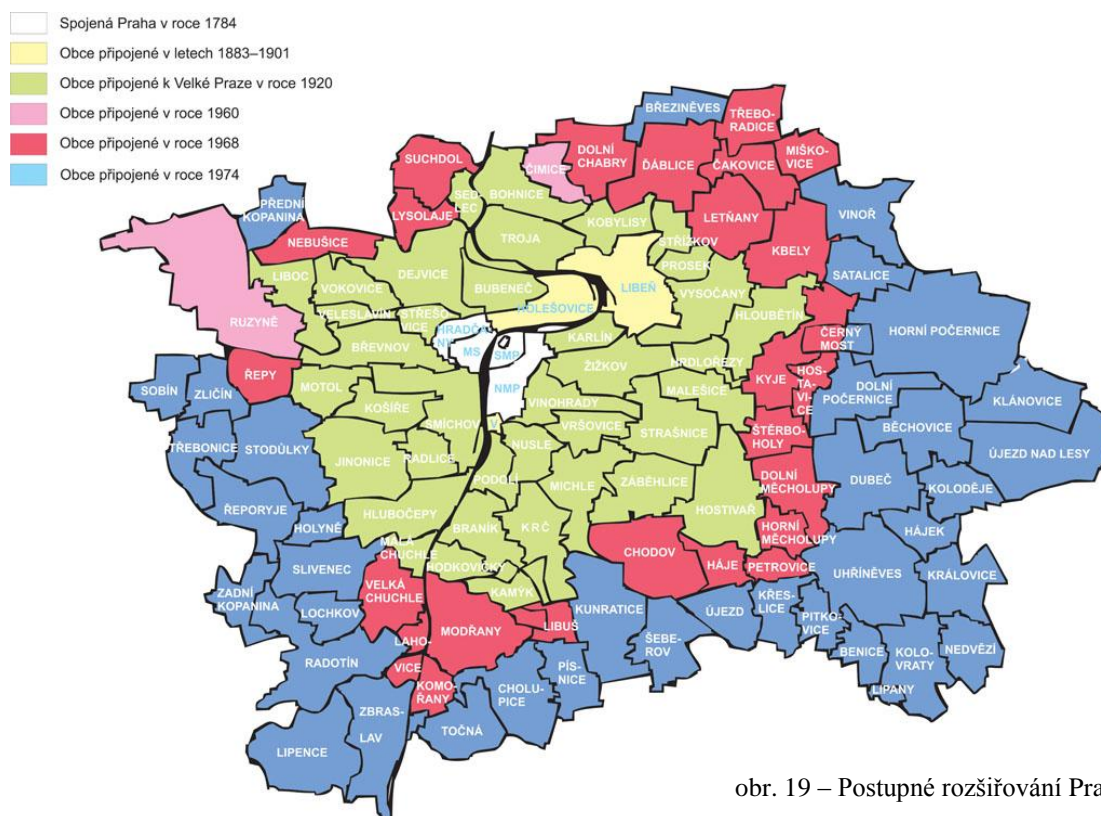 Spojená Praha v roce 1784
Obce připojené v letech 1883–1901
Obce připojené k Velké Praze v roce 1920
Obce připojené v roce 1960
Obce připojené v roce 1968
Obce připojené v roce 1974
BŘEZINĚVES
TŘEBO-
RADICE
SUCHDOL
ČIMICE
DOLNÍ
CHABRY
ĎÁBLICE
ČAKOVICE
MIŠKO-
VICE
PŘEDNÍ
KOPANINA
LYSOLAJE
SED-
LEC
BOHNICE
KOBYLISY
LETŇANY
VINOŘ
NEBUŠICE
TROJA
STŘÍŽKOV
KBELY
LIBOC
DEJVICE
PROSEK
SATALICE
VOKOVICE
BUBENEČ
LIBEŇ
VYSOČANY
RUZYNĚ
VELESLAVÍN
STŘEŠO-
VICE
HOLEŠOVICE
HLOUBĚTÍN
HORNÍ POČERNICE
HRADČA-
NY
MS
SMP
KARLÍN
ČERNÝ
MOST
BŘEVNOV
ŽIŽKOV
HRDLOŘEZY
KYJE
HOS-
TA-
VI-
CE
ŘEPY
MOTOL
NMP
MALEŠICE
DOLNÍ
POČERNICE
KLÁNOVICE
SOBÍN
ZLIČÍN
KOŠÍŘE
VINOHRADY
BĚCHOVICE
SMÍCHOV
V
VRŠOVICE
STRAŠNICE
ŠTĚRBO-
HOLY
TŘEBONICE
STODŮLKY
NUSLE
ÚJEZD NAD LESY
JINONICE
RADLICE
PODOLÍ
MICHLE
ZÁBĚHLICE
DOLNÍ
MĚCHOLUPY
DUBEČ
KOLODĚJE
ŘEPORYJE
HLUBOČEPY
HOSTIVAŘ
HOLYNĚ
BRANÍK
KRČ
HORNÍ
MĚCHOLUPY
HÁJEK
MALÁ
CHUCHLE
HODKOVIČKY
CHODOV
HÁJE
PETROVICE
UHŘÍNĚVES
KRÁLOVICE
SLIVENEC
VELKÁ
CHUCHLE
KAMÝK
ZADNÍ
KOPANINA
LOCHKOV
KUNRATICE
ÚJEZD
KŘES-
LICE
PITKO-
VICE
MODŘANY
LIBUŠ
LAHO-
VICE
ŠEBE-
ROV
BENICE
KOLO-
VRATY
NEDVĚZÍ
RADOTÍN
KOMO-
ŘANY
CHOLU-
PICE
PÍS-
NICE
LIPANY
ZBRAS-
LAV
TOČNÁ
LIPENCE
obr. 19 – Postupné rozšiřování Pra